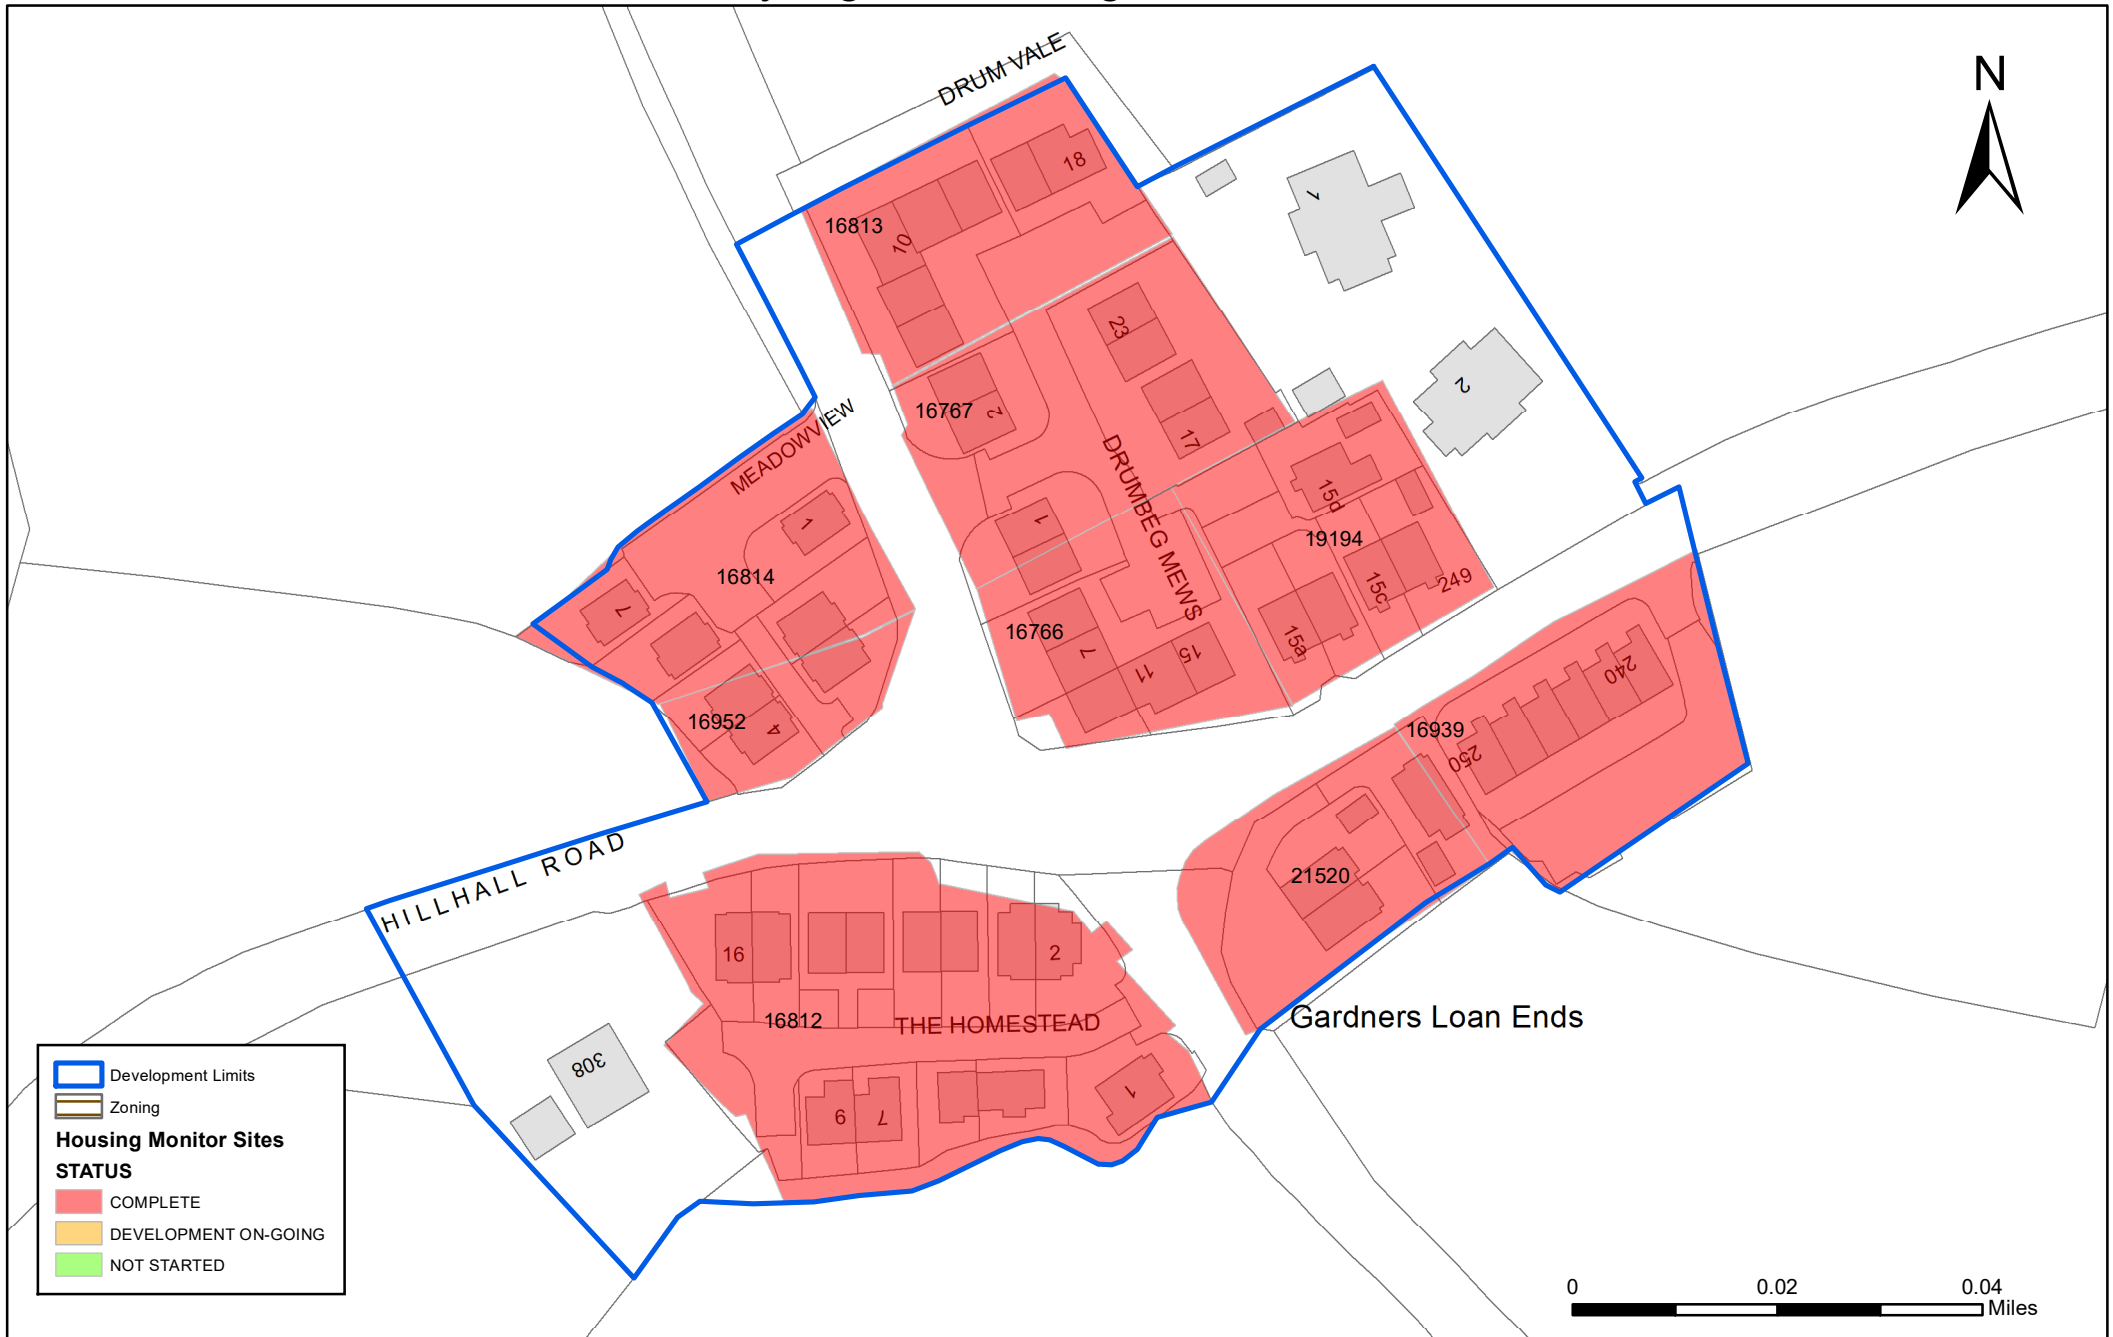 DRUM VALE
N
18
1
16813
10
23
2
16767
2
MEADOWVIEW
17
DRUMBEG MEWS
15d
1
1
19194
16814
249
15c
7
16766
15a
7
15
11
240
16952
4
16939
250
HILLHALL ROAD
21520
16
2
16812
THE HOMESTEAD
Gardners Loan Ends
308
1
9
7
Development Limits
Zoning
Housing Monitor Sites
STATUS
COMPLETE
DEVELOPMENT ON-GOING
NOT STARTED
0 0.02 0.04
Miles